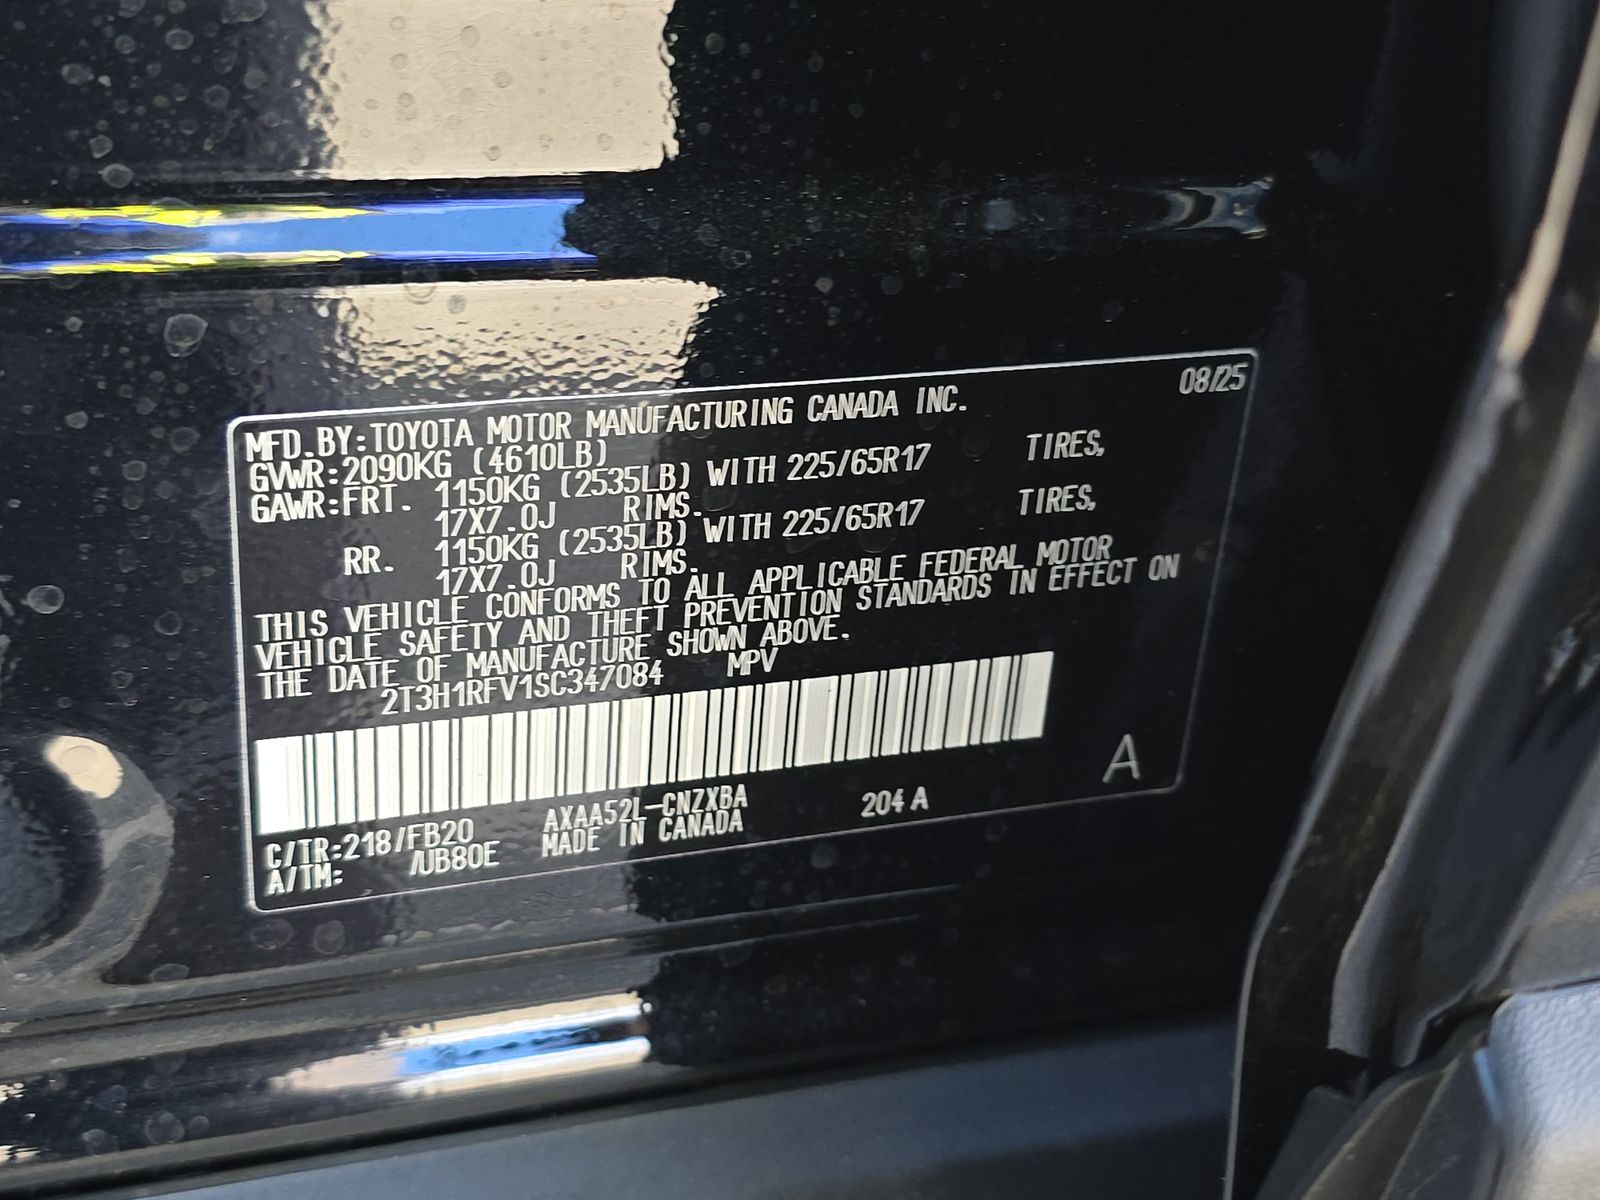 08/25
MFD.BY:TOYOTA MOTOR MANUFACTURING CANADA INC.
GVWR:2090KG (4610LB)
GAWR:FRT. 1150KG (2535LB) WITH 225/65R17 TIRES,
17X7.0J RIMS.
RR. 1150KG (2535LB) WITH 225/65R17 TIRES,
17X7.0J RIMS.
THIS VEHICLE CONFORMS TO ALL APPLICABLE FEDERAL MOTOR
VEHICLE SAFETY AND THEFT PREVENTION STANDARDS IN EFFECT ON
THE DATE OF MANUFACTURE SHOWN ABOVE.
2T3H1RFV1SC347084 MPV
A
C/TR:218/FB20 AXAA52L-CNZXBA 204 A
A/TM: /UB80E MADE IN CANADA